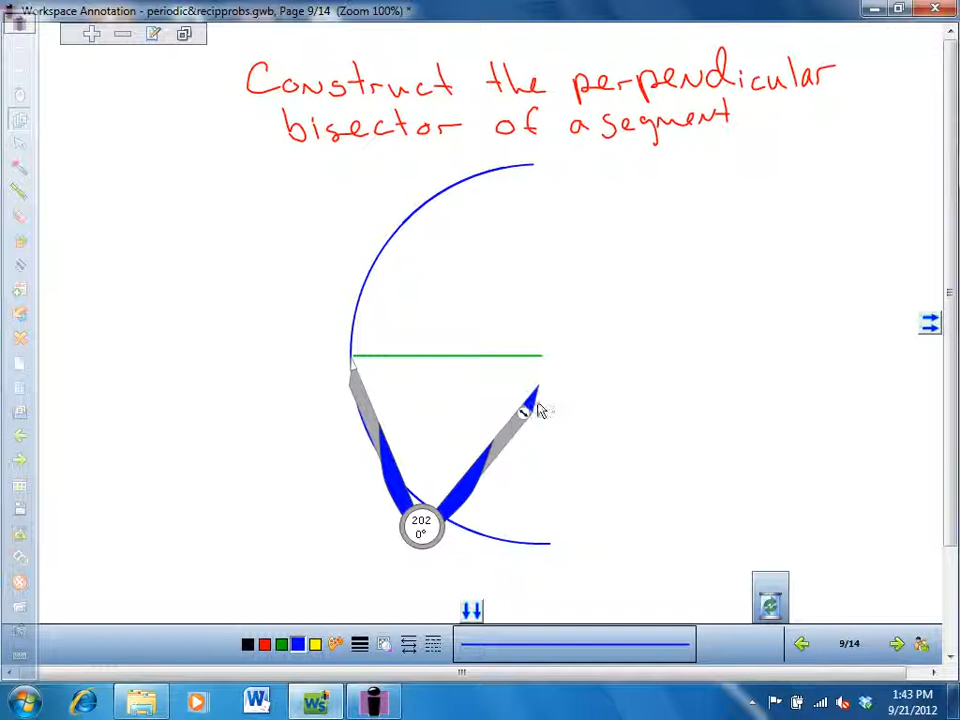 Workspace Annotation - periodic&recipprobs.gwb, Page 9/14 (Zoom 100%) *
Construct the perpendicular
bisector of a segment
202
0°
9/14
1:43 PM
9/21/2012